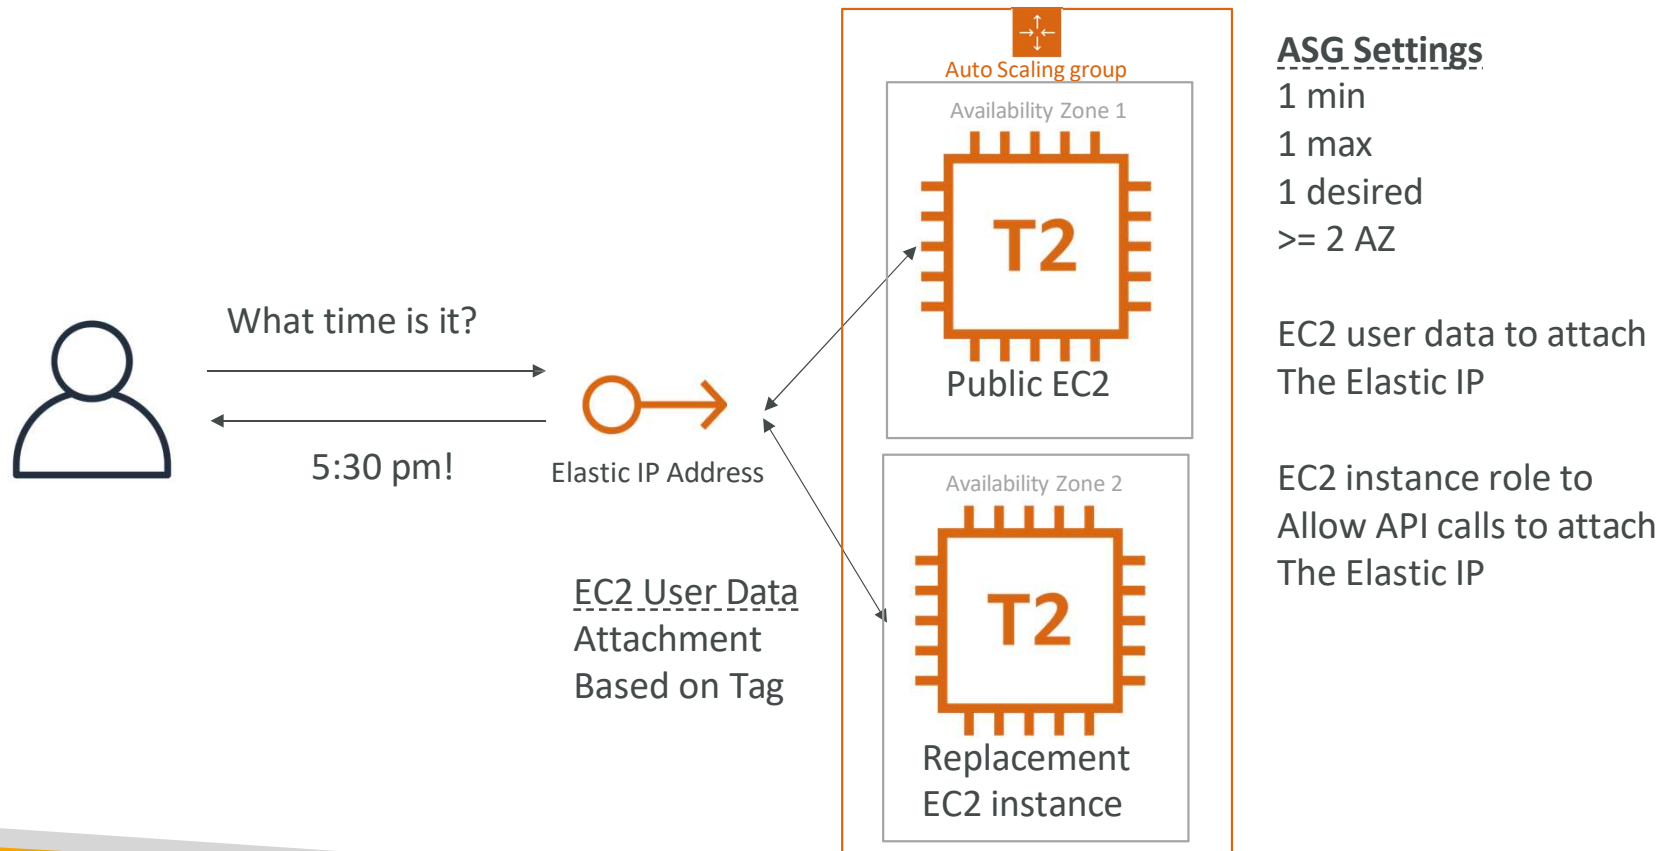 What time is it?
5:30 pm!
Elastic IP Address
EC2 User Data
Attachment
Based on Tag
Auto Scaling group
Availability Zone 1
T2
Public EC2
Availability Zone 2
T2
Replacement
EC2 instance
ASG Settings
1 min
1 max
1 desired
>= 2 AZ
EC2 user data to attach
The Elastic IP
EC2 instance role to
Allow API calls to attach
The Elastic IP